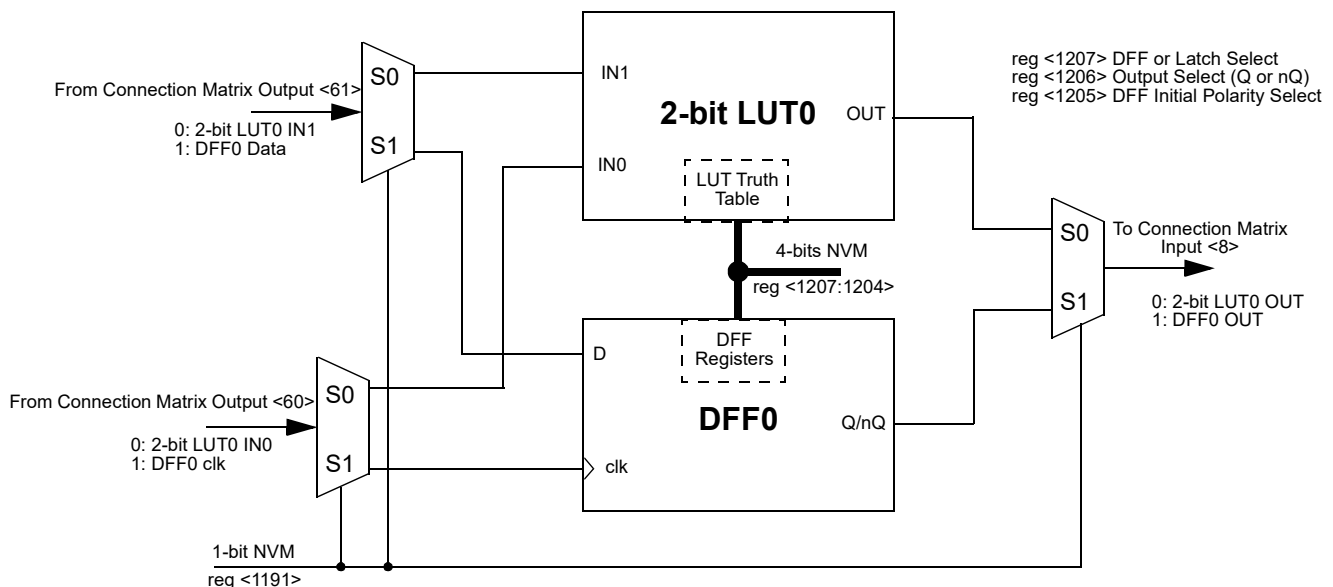 reg <1207> DFF or Latch Select
reg <1206> Output Select (Q or nQ)
reg <1205> DFF Initial Polarity Select
From Connection Matrix Output <61>
0: 2-bit LUT0 IN1
1: DFF0 Data
S0
S1
IN1
IN0
2-bit LUT0
OUT
LUT Truth
Table
4-bits NVM
reg <1207:1204>
S0
S1
To Connection Matrix
Input <8>
0: 2-bit LUT0 OUT
1: DFF0 OUT
From Connection Matrix Output <60>
0: 2-bit LUT0 IN0
1: DFF0 clk
S0
S1
D
clk
DFF
Registers
DFF0
Q/nQ
1-bit NVM
reg <1191>